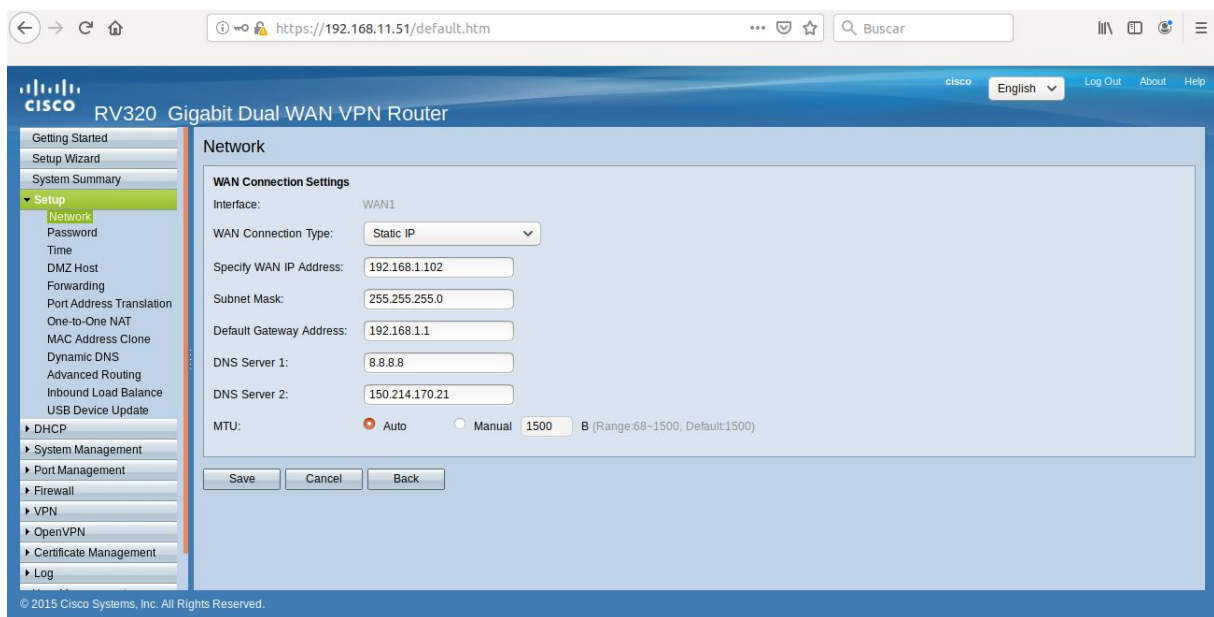 https://192.168.11.51/default.htm
Buscar
cisco
English
Log Out
About
Help
CISCO
RV320 Gigabit Dual WAN VPN Router
Getting Started
Setup Wizard
System Summary
Setup
Network
Password
Time
DMZ Host
Forwarding
Port Address Translation
One-to-One NAT
MAC Address Clone
Dynamic DNS
Advanced Routing
Inbound Load Balance
USB Device Update
DHCP
System Management
Port Management
Firewall
VPN
OpenVPN
Certificate Management
Log
Network
WAN Connection Settings
Interface: WAN1
WAN Connection Type: Static IP
Specify WAN IP Address: 192.168.1.102
Subnet Mask: 255.255.255.0
Default Gateway Address: 192.168.1.1
DNS Server 1: 8.8.8.8
DNS Server 2: 150.214.170.21
MTU: Auto Manual 1500 B (Range:68~1500, Default:1500)
Save Cancel Back
© 2015 Cisco Systems, Inc. All Rights Reserved.